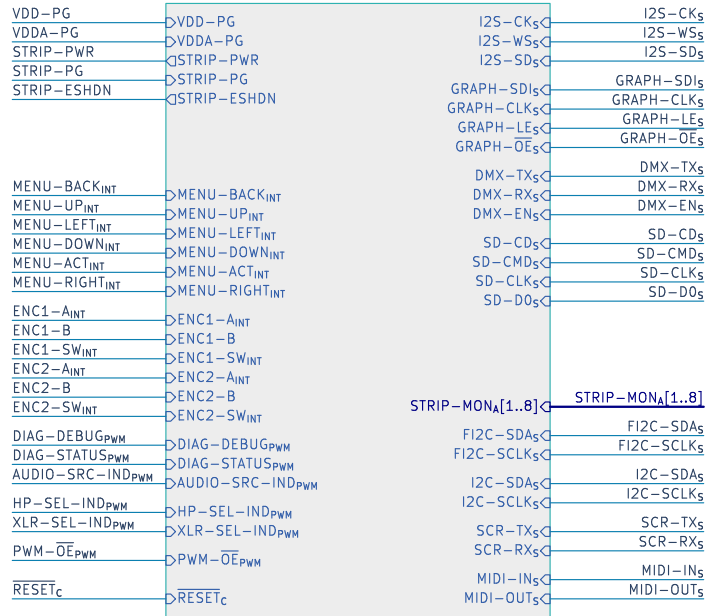 VDD-PG
VDDA-PG
STRIP-PWR
STRIP-PG
STRIP-ESHDN
MENU-BACKINT
MENU-UPINT
MENU-LEFTINT
MENU-DOWNINT
MENU-ACTINT
MENU-RIGHTINT
ENC1-AINT
ENC1-B
ENC1-SWINT
ENC2-AINT
ENC2-B
ENC2-SWINT
DIAG-DEBUGPWM
DIAG-STATUSPWM
AUDIO-SRC-INDPWM
HP-SEL-INDPWM
XLR-SEL-INDPWM
PWM-OEPWM
RESETC
VDD-PG
VDDA-PG
STRIP-PWR
STRIP-PG
STRIP-ESHDN
MENU-BACKINT
MENU-UPINT
MENU-LEFTINT
MENU-DOWNINT
MENU-ACTINT
MENU-RIGHTINT
ENC1-AINT
ENC1-B
ENC1-SWINT
ENC2-AINT
ENC2-B
ENC2-SWINT
DIAG-DEBUGPWM
DIAG-STATUSPWM
AUDIO-SRC-INDPWM
HP-SEL-INDPWM
XLR-SEL-INDPWM
PWM-OEPWM
RESETC
I2S-CKS
I2S-WSS
I2S-SDS
GRAPH-SDIS
GRAPH-CLKS
GRAPH-LES
GRAPH-OES
DMX-TXS
DMX-RXS
DMX-ENS
SD-CDS
SD-CMDS
SD-CLKS
SD-D0S
STRIP-MONA[1..8]
FI2C-SDAS
FI2C-SCLKS
I2C-SDAS
I2C-SCLKS
SCR-TXS
SCR-RXS
MIDI-INS
MIDI-OUTS
I2S-CKS
I2S-WSS
I2S-SDS
GRAPH-SDIS
GRAPH-CLKS
GRAPH-LES
GRAPH-OES
DMX-TXS
DMX-RXS
DMX-ENS
SD-CDS
SD-CMDS
SD-CLKS
SD-D0S
STRIP-MONA[1..8]
FI2C-SDAS
FI2C-SCLKS
I2C-SDAS
I2C-SCLKS
SCR-TXS
SCR-RXS
MIDI-INS
MIDI-OUTS